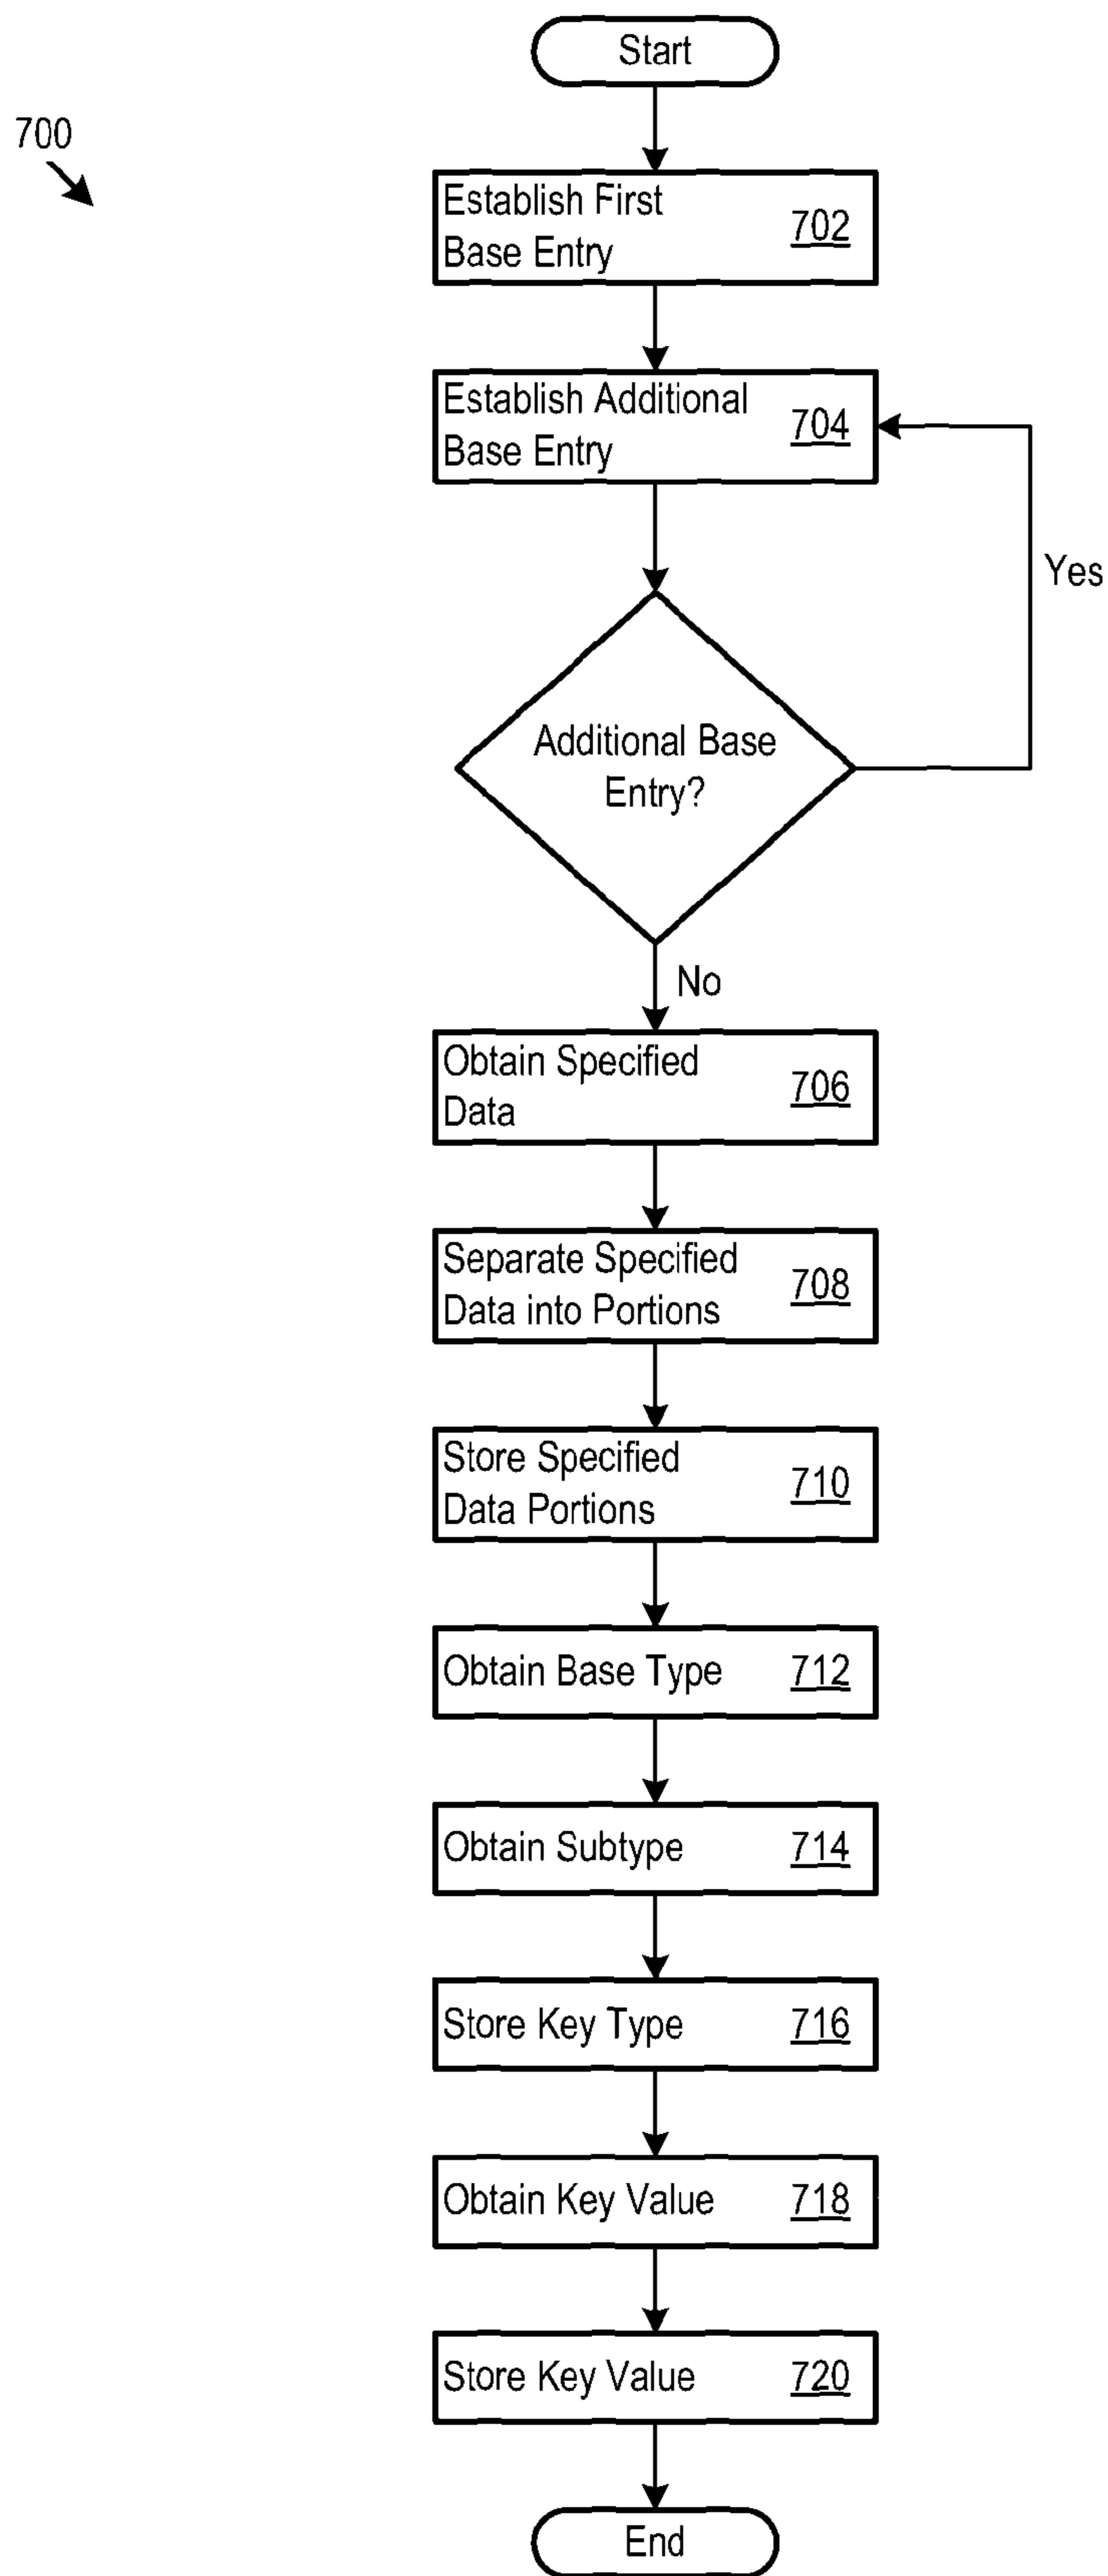 Start
700
Establish First
Base Entry
702
Establish Additional
Base Entry
704
Yes
Additional Base
Entry?
No
Obtain Specified
Data
706
Separate Specified
Data into Portions
708
Store Specified
Data Portions
710
Obtain Base Type
712
Obtain Subtype
714
Store Key Type
716
Obtain Key Value
718
Store Key Value
720
End